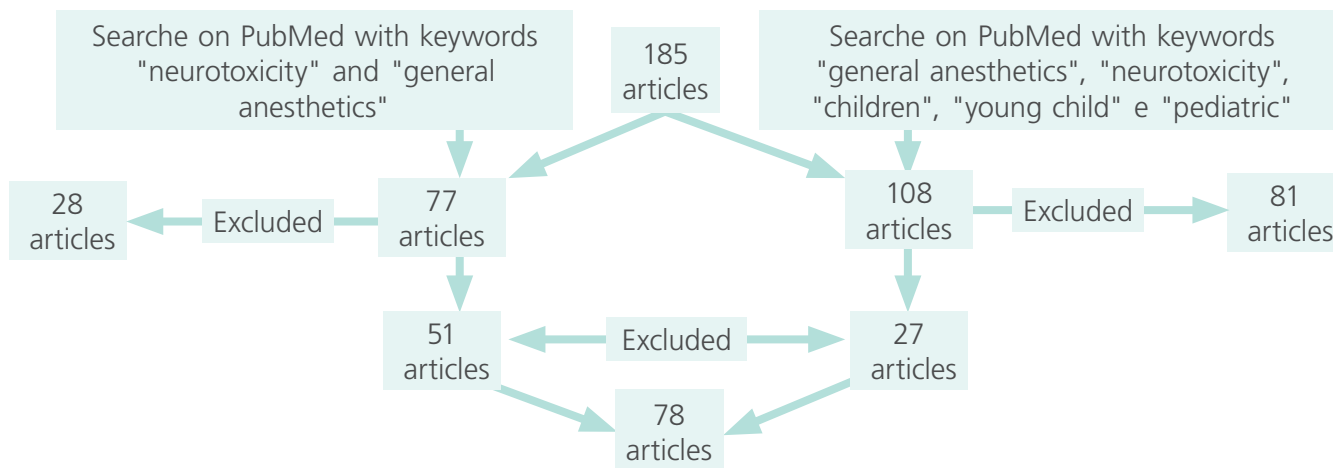 Searche on PubMed with keywords
"neurotoxicity" and "general
anesthetics"
185
articles
Searche on PubMed with keywords
"general anesthetics", "neurotoxicity",
"children", "young child" e "pediatric"
28
articles
Excluded
77
articles
108
articles
Excluded
81
articles
51
articles
Excluded
27
articles
78
articles